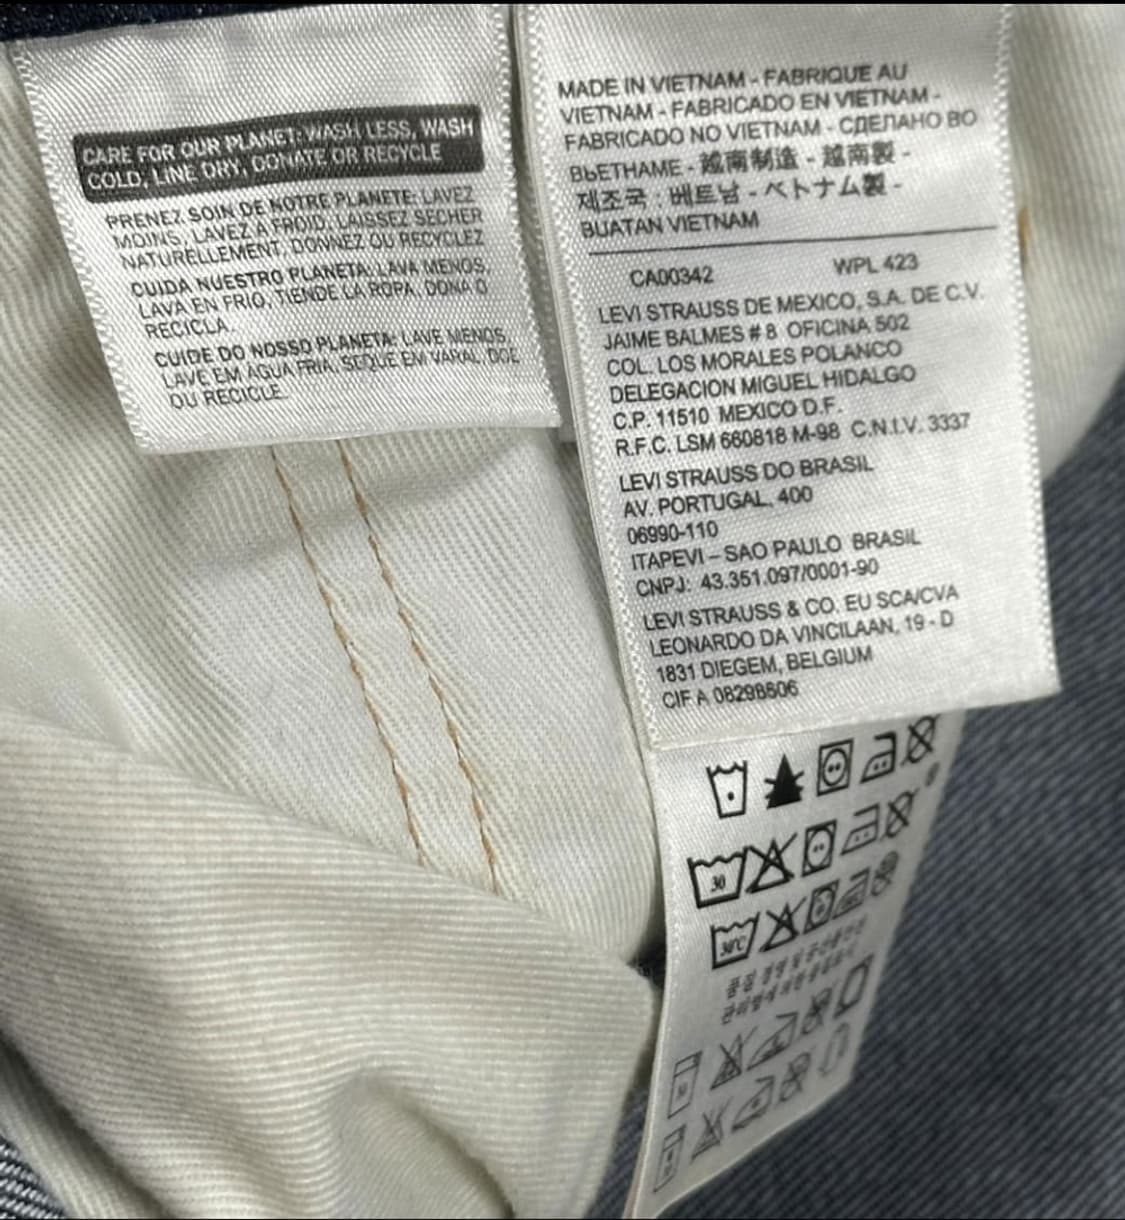 CARE FOR OUR PLANET: WASH LESS, WASH
COLD, LINE DRY, DONATE OR RECYCLE
PRENEZ SOIN DE NOTRE PLANETE: LAVEZ
MOINS, LAVEZ A FROID, LAISSEZ SECHER
NATURELLEMENT, DONNEZ OU RECYCLEZ
CUIDA NUESTRO PLANETA: LAVA MENOS,
LAVA EN FRIO, TIENDE LA ROPA, DONA O
RECICLA
CUIDE DO NOSSO PLANETA: LAVE MENOS,
LAVE EM AGUA FRIA, SEQUE EM VARAL, DOE
OU RECICLE
MADE IN VIETNAM - FABRIQUE AU
VIETNAM - FABRICADO EN VIETNAM -
FABRICADO NO VIETNAM - СДЕЛАНО ВО
ВЬЕТНАМЕ - 越南制造 - 越南製 -
제조국 : 베트남 - ベトナム製 -
BUATAN VIETNAM
CA00342 WPL 423
LEVI STRAUSS DE MEXICO, S.A. DE C.V.
JAIME BALMES # 8 OFICINA 502
COL. LOS MORALES POLANCO
DELEGACION MIGUEL HIDALGO
C.P. 11510 MEXICO D.F.
R.F.C. LSM 660818 M-98 C.N.I.V. 3337
LEVI STRAUSS DO BRASIL
AV. PORTUGAL, 400
06990-110
ITAPEVI – SAO PAULO BRASIL
CNPJ: 43.351.097/0001-90
LEVI STRAUSS & CO. EU SCA/CVA
LEONARDO DA VINCILAAN, 19 - D
1831 DIEGEM, BELGIUM
CIF A 08298606
30
30°C